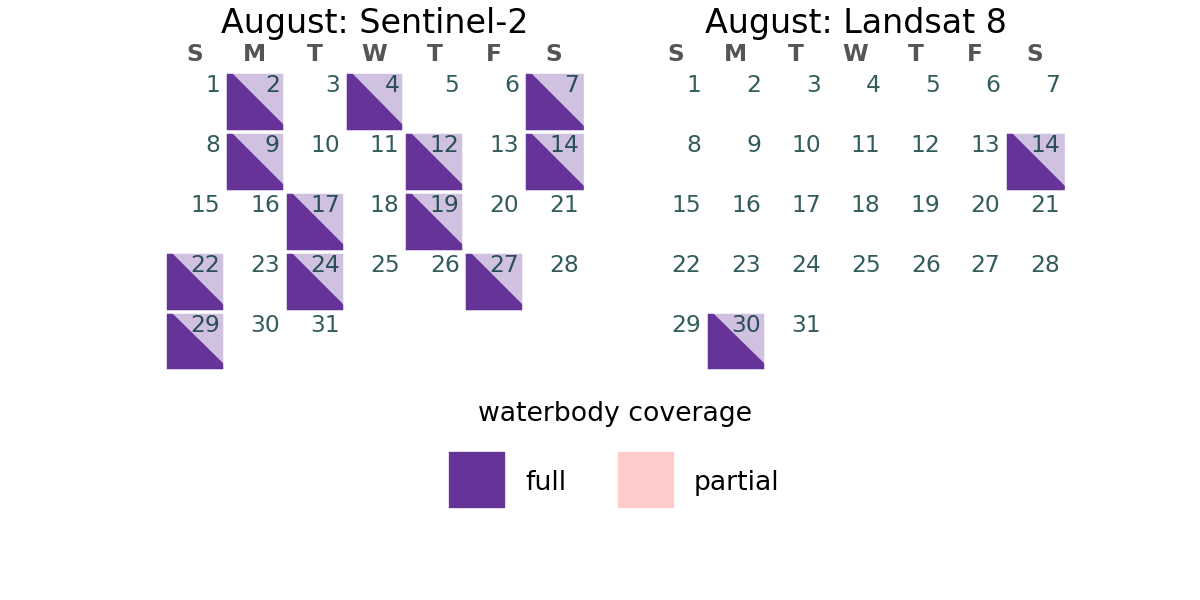 August: Sentinel-2
S M T W T F S
1 2 3 4 5 6 7
8 9 10 11 12 13 14
15 16 17 18 19 20 21
22 23 24 25 26 27 28
29 30 31
August: Landsat 8
S M T W T F S
1 2 3 4 5 6 7
8 9 10 11 12 13 14
15 16 17 18 19 20 21
22 23 24 25 26 27 28
29 30 31
waterbody coverage
full partial